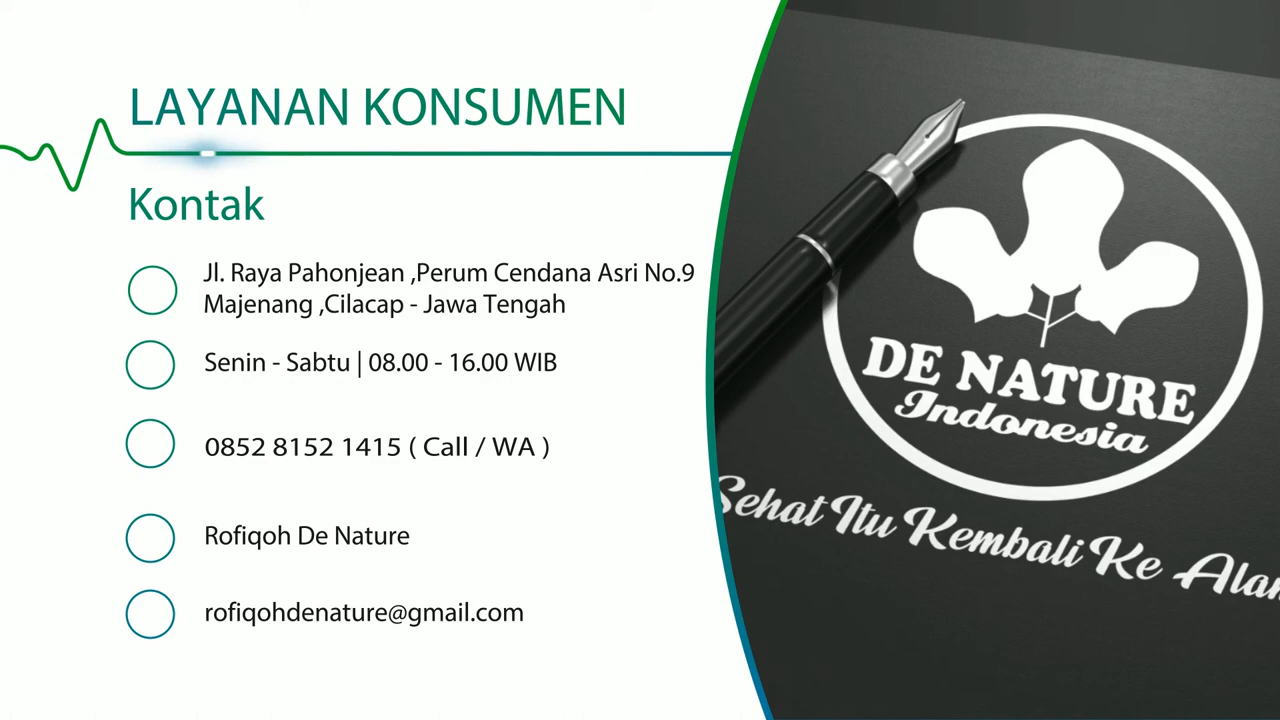 LAYANAN KONSUMEN
Kontak
Jl. Raya Pahonjean ,Perum Cendana Asri No.9
Majenang ,Cilacap - Jawa Tengah
Senin - Sabtu | 08.00 - 16.00 WIB
0852 8152 1415 ( Call / WA )
Rofiqoh De Nature
rofiqohdenature@gmail.com
DE NATURE
Indonesia
Sehat Itu Kembali Ke Alam